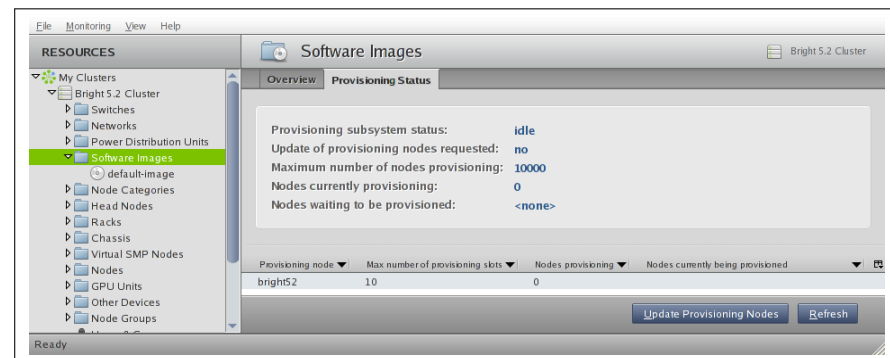 File Monitoring View Help
RESOURCES
My Clusters
Bright 5.2 Cluster
Switches
Networks
Power Distribution Units
Software Images
default-image
Node Categories
Head Nodes
Racks
Chassis
Virtual SMP Nodes
Nodes
GPU Units
Other Devices
Node Groups
Software Images
Bright 5.2 Cluster
Overview Provisioning Status
Provisioning subsystem status: idle
Update of provisioning nodes requested: no
Maximum number of nodes provisioning: 10000
Nodes currently provisioning: 0
Nodes waiting to be provisioned: <none>
Provisioning node Max number of provisioning slots Nodes provisioning Nodes currently being provisioned
bright52 10 0
Update Provisioning Nodes Refresh
Ready